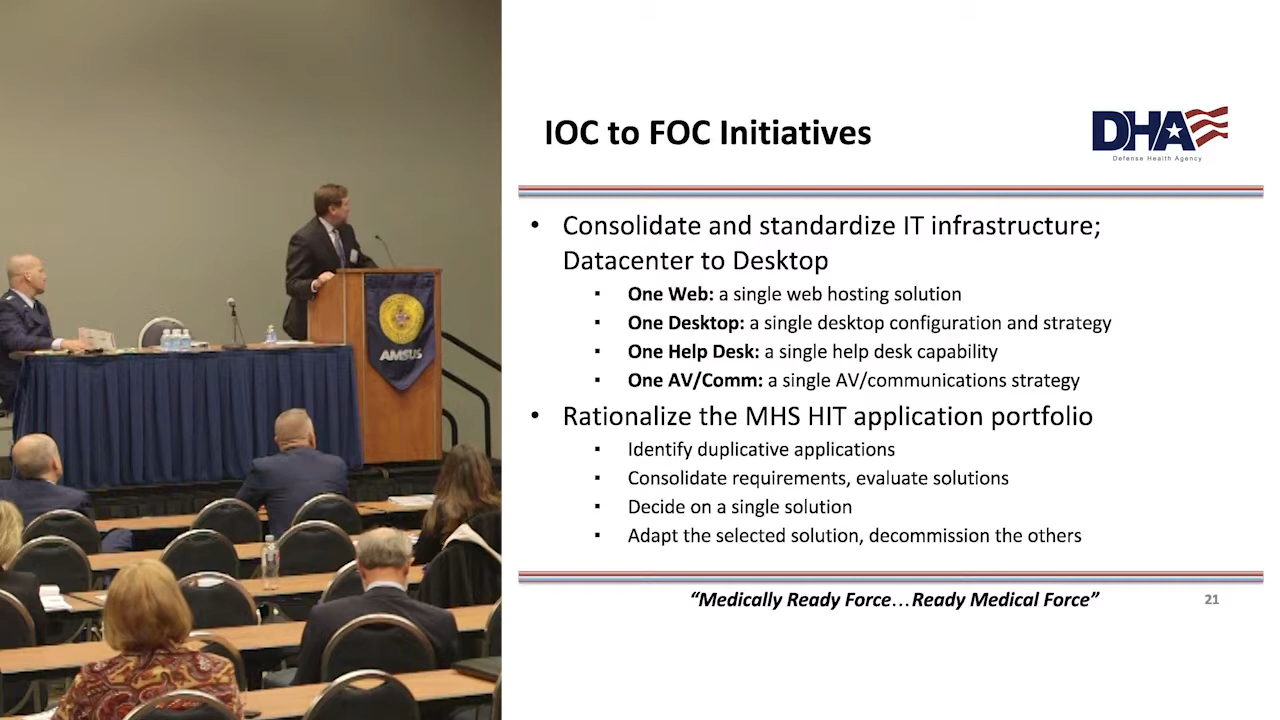 AMSUS
IOC to FOC Initiatives
DHA
Defense Health Agency
• Consolidate and standardize IT infrastructure;
Datacenter to Desktop
▪ One Web: a single web hosting solution
▪ One Desktop: a single desktop configuration and strategy
▪ One Help Desk: a single help desk capability
▪ One AV/Comm: a single AV/communications strategy
• Rationalize the MHS HIT application portfolio
▪ Identify duplicative applications
▪ Consolidate requirements, evaluate solutions
▪ Decide on a single solution
▪ Adapt the selected solution, decommission the others
“Medically Ready Force…Ready Medical Force”
21